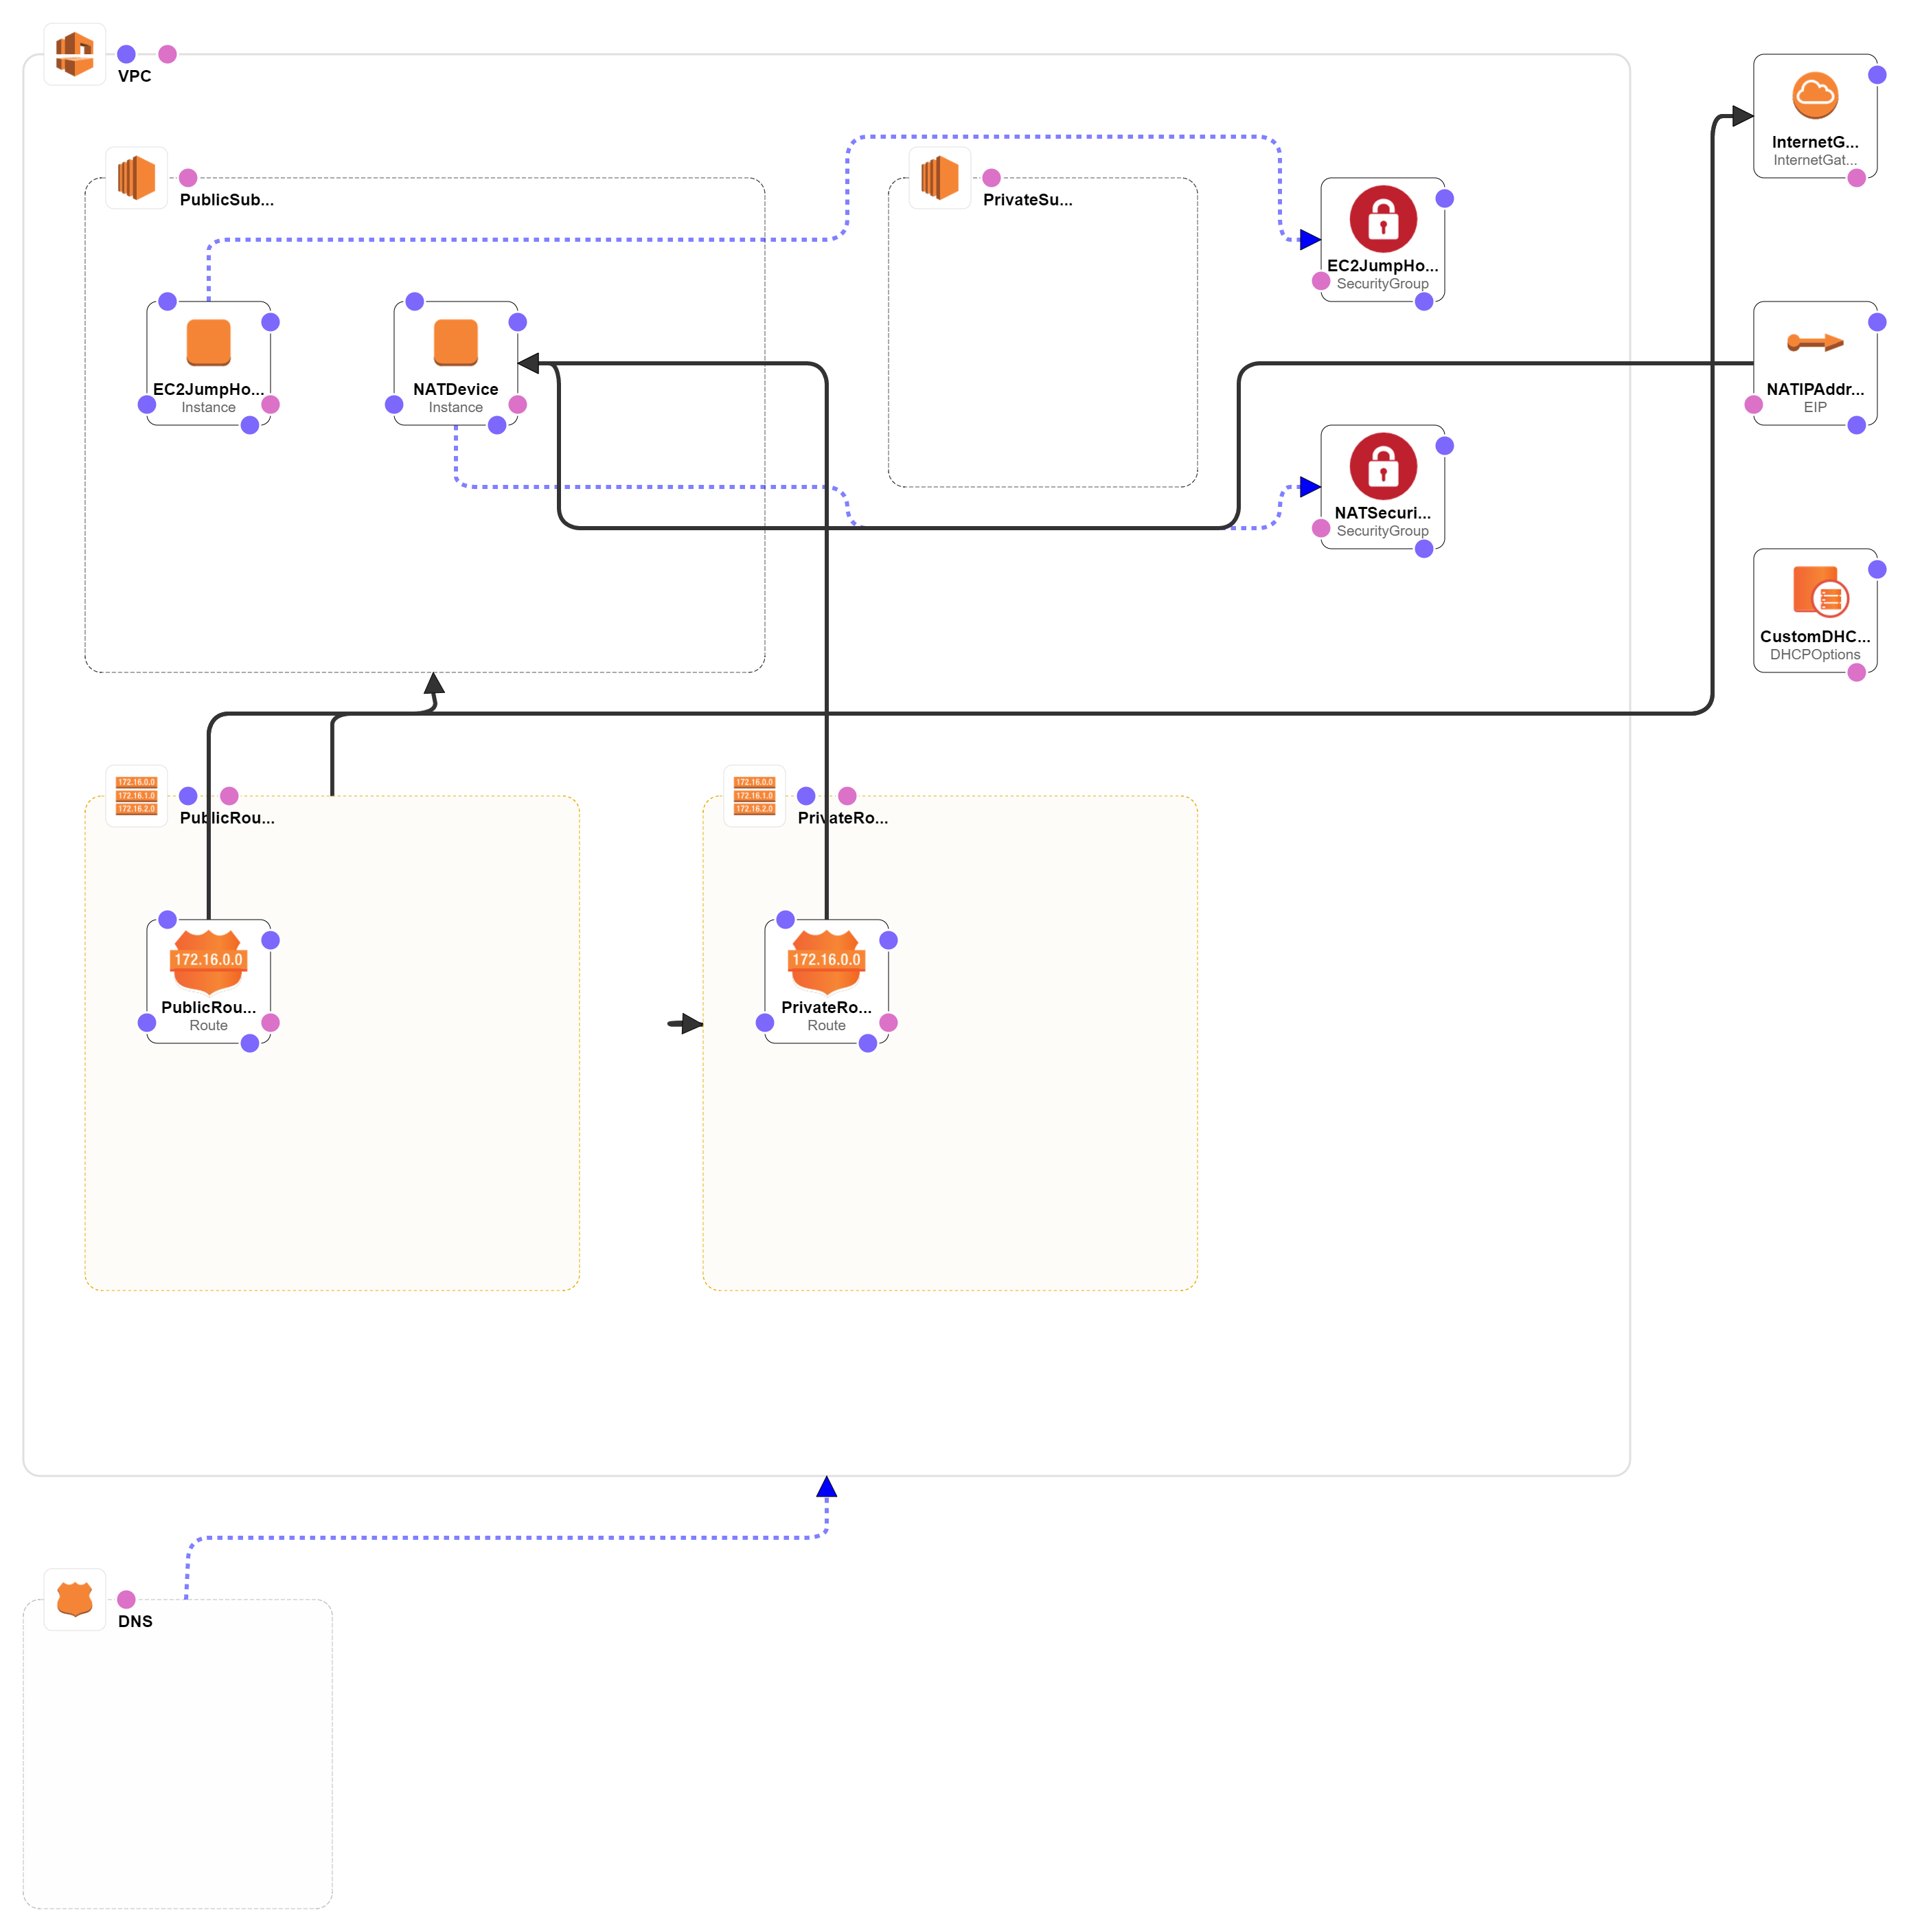 VPC
PublicSub...
PrivateSu...
EC2JumpHo...
SecurityGroup
InternetG...
InternetGat...
EC2JumpHo...
Instance
NATDevice
Instance
NATIPAddr...
EIP
NATSecuri...
SecurityGroup
CustomDHC...
DHCPOptions
172.16.0.0
172.16.1.0
172.16.2.0
PublicRou...
172.16.0.0
172.16.1.0
172.16.2.0
PrivateRo...
172.16.0.0
PublicRou...
Route
172.16.0.0
PrivateRo...
Route
DNS